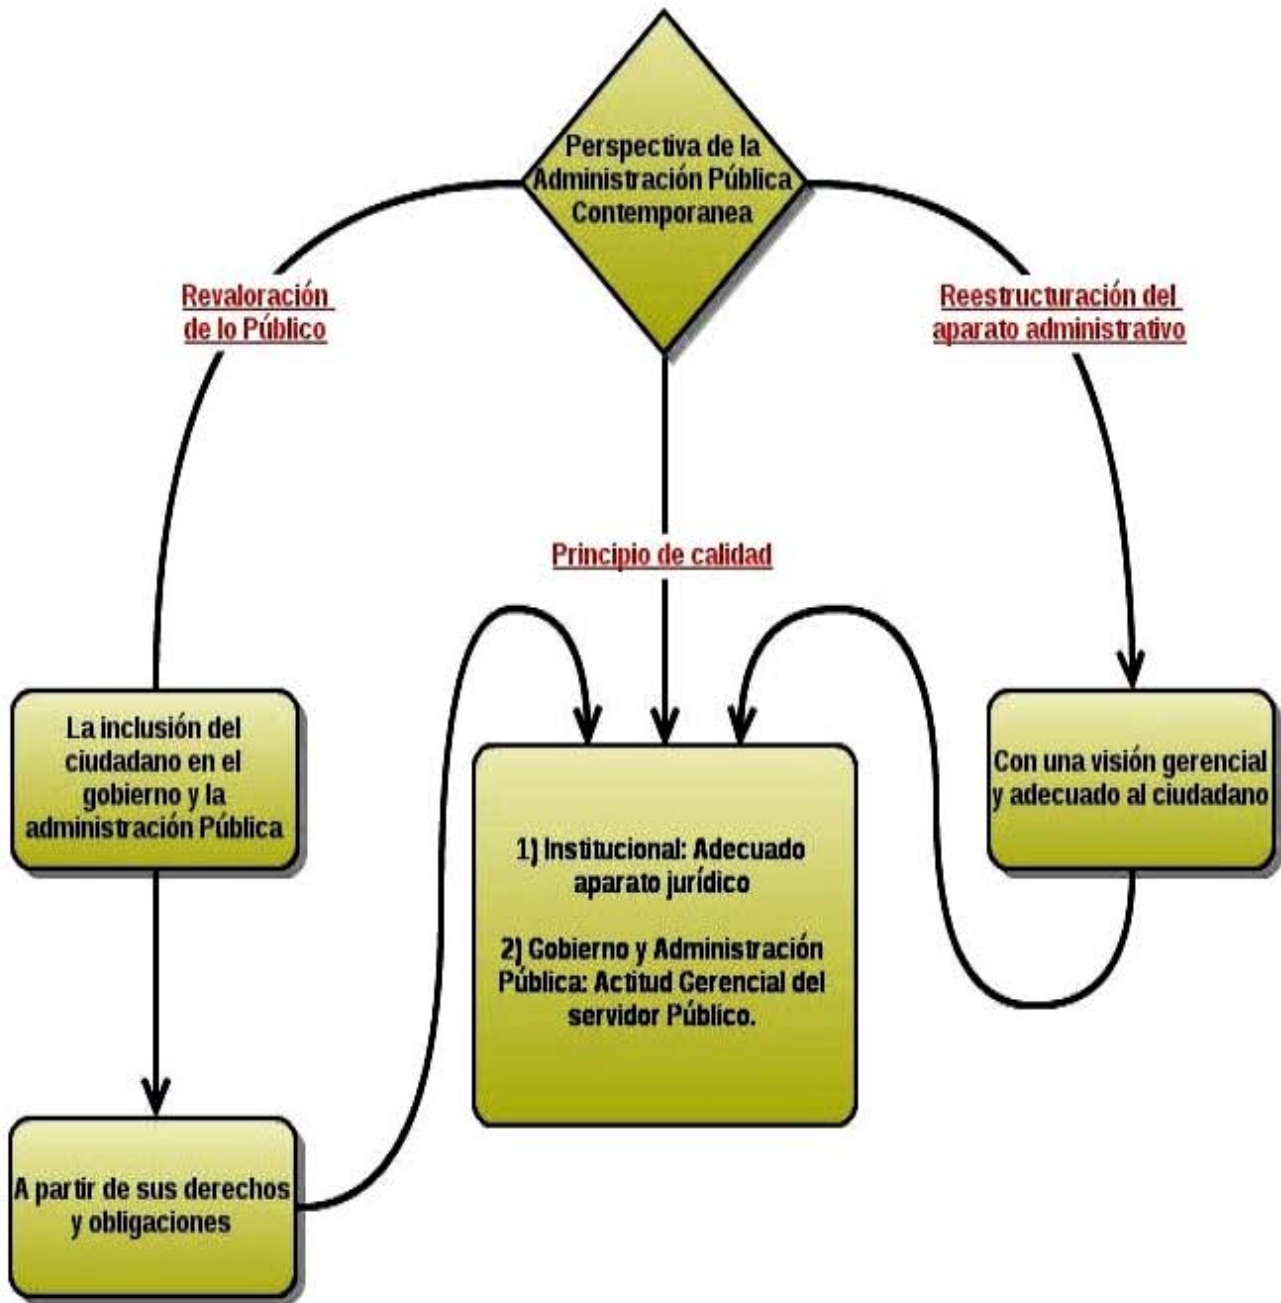 Perspectiva de la
Administración Pública
Contemporanea
Revaloración
de lo Público
Reestructuración del
aparato administrativo
Principio de calidad
La inclusión del
ciudadano en el
gobierno y la
administración Pública
Con una visión gerencial
y adecuado al ciudadano
1) Institucional: Adecuado
aparato jurídico
2) Gobierno y Administración
Pública: Actitud Gerencial del
servidor Público.
A partir de sus derechos
y obligaciones